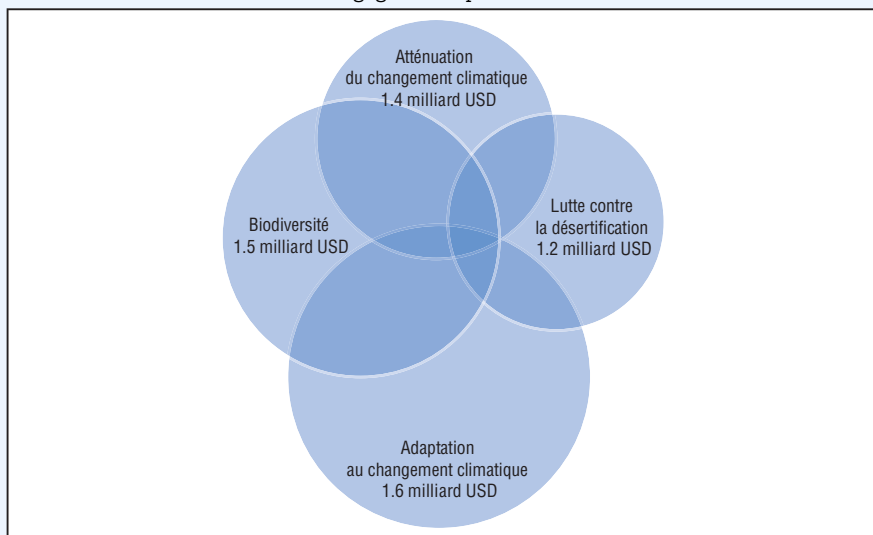 Atténuation
du changement climatique
1.4 milliard USD
Biodiversité
1.5 milliard USD
Lutte contre
la désertification
1.2 milliard USD
Adaptation
au changement climatique
1.6 milliard USD